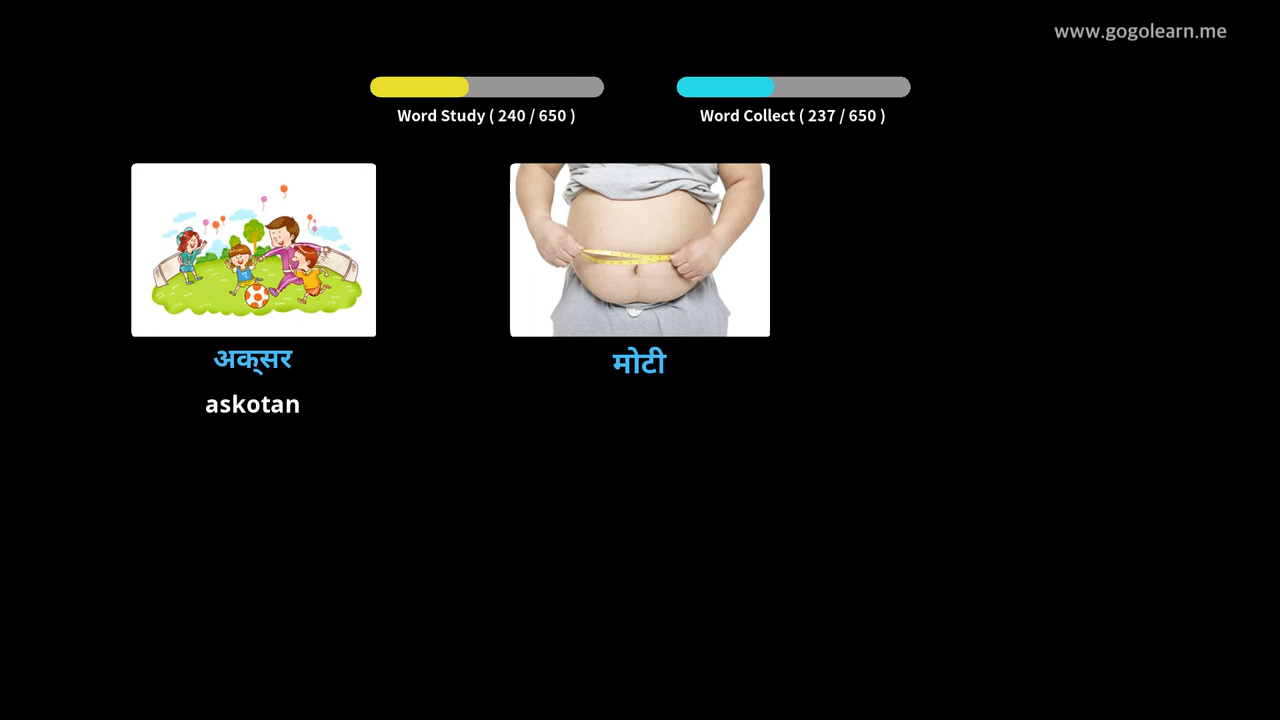 www.gogolearn.me
Word Study ( 240 / 650 )
Word Collect ( 237 / 650 )
अक्‌सर
मोटी
askotan